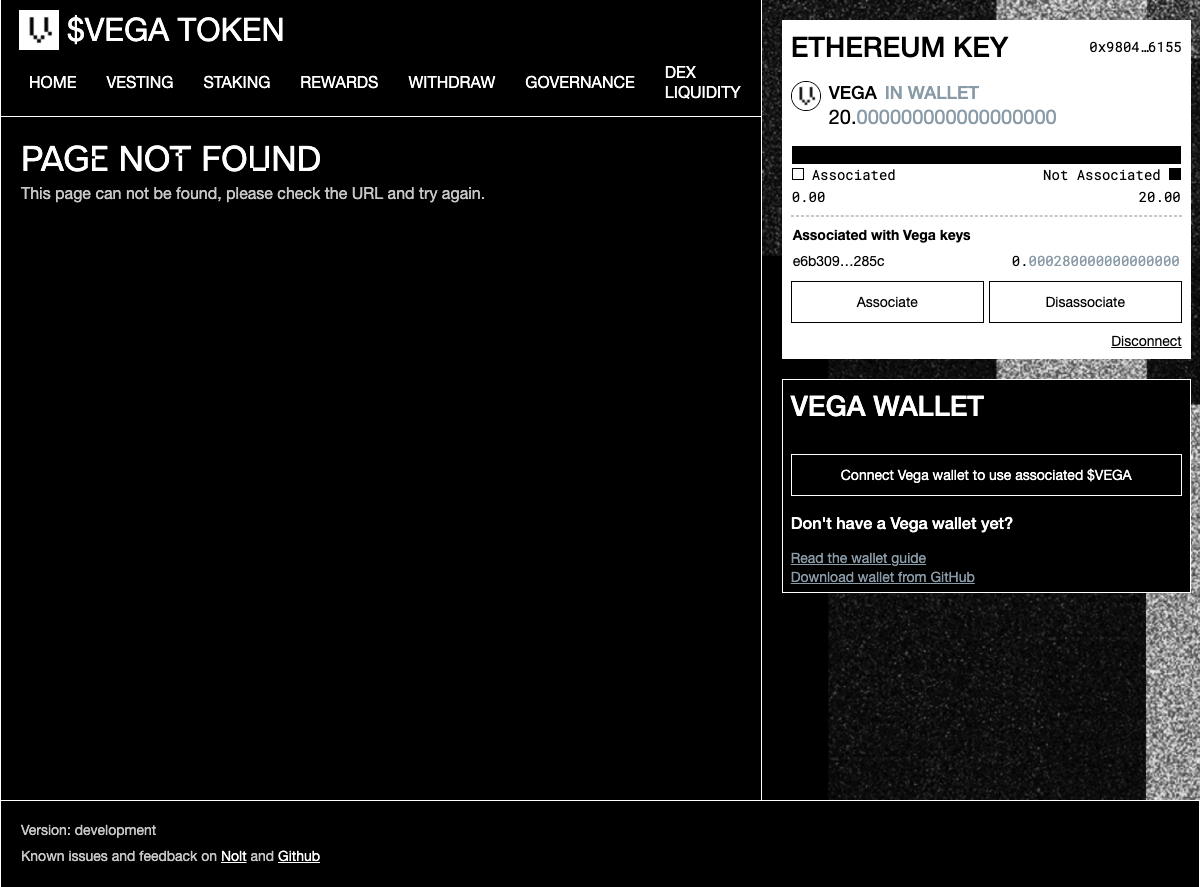 $VEGA TOKEN
HOME VESTING STAKING REWARDS WITHDRAW GOVERNANCE DEX LIQUIDITY
PAGE NOT FOUND
This page can not be found, please check the URL and try again.
ETHEREUM KEY 0x9804…6155
VEGA IN WALLET
20.000000000000000000
Associated Not Associated
0.00 20.00
Associated with Vega keys
e6b309…285c 0.000280000000000000
Associate Disassociate
Disconnect
VEGA WALLET
Connect Vega wallet to use associated $VEGA
Don't have a Vega wallet yet?
Read the wallet guide
Download wallet from GitHub
Version: development
Known issues and feedback on Nolt and Github